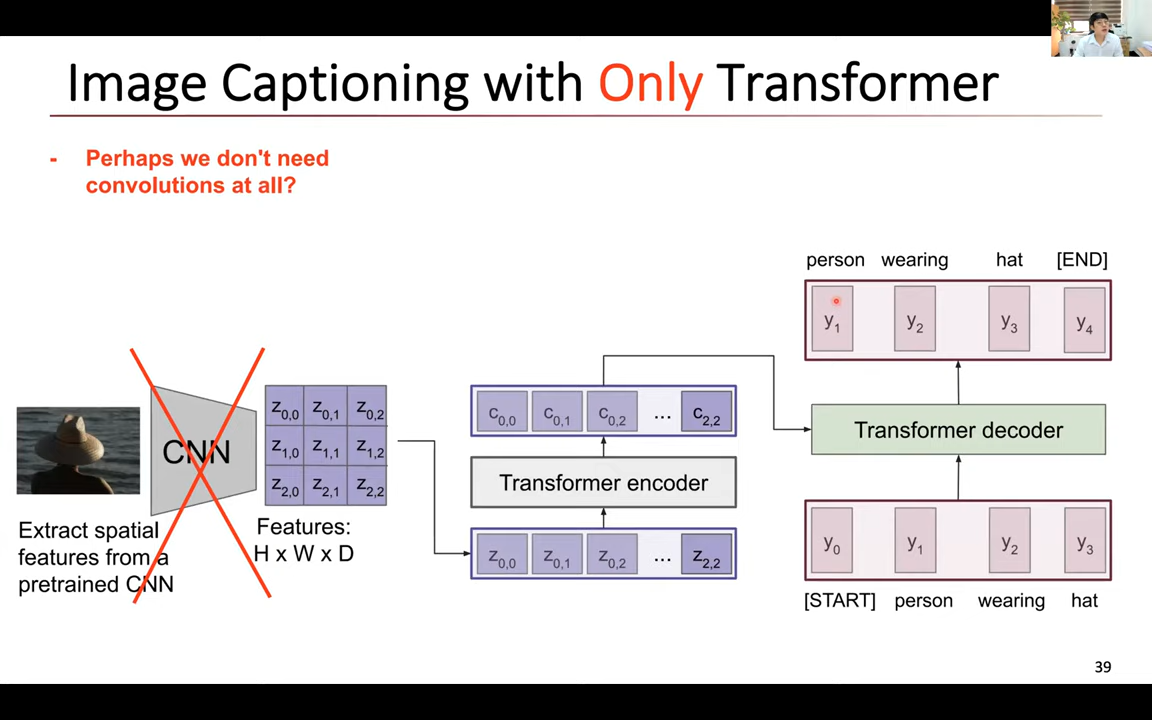 Image Captioning with Only Transformer
- Perhaps we don't need
convolutions at all?
person wearing hat [END]
y1 y2 y3 y4
CNN
z0,0 z0,1 z0,2
z1,0 z1,1 z1,2
z2,0 z2,1 z2,2
Extract spatial
features from a
pretrained CNN
Features:
H x W x D
c0,0 c0,1 c0,2 ... c2,2
Transformer encoder
z0,0 z0,1 z0,2 ... z2,2
Transformer decoder
y0 y1 y2 y3
[START] person wearing hat
39